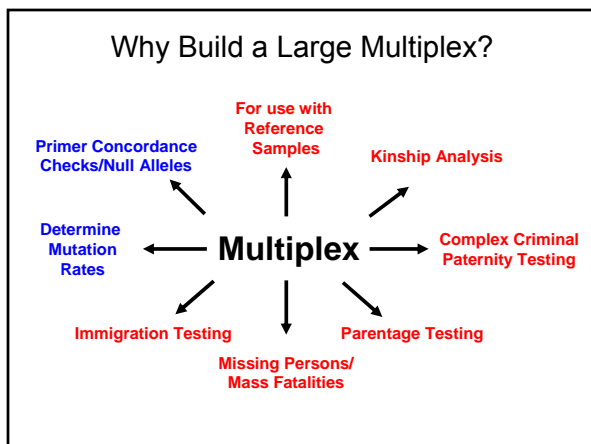 Why Build a Large Multiplex?
For use with
Reference
Samples
Primer Concordance
Checks/Null Alleles
Kinship Analysis
Determine
Mutation
Rates
Multiplex
Complex Criminal
Paternity Testing
Immigration Testing
Missing Persons/
Mass Fatalities
Parentage Testing